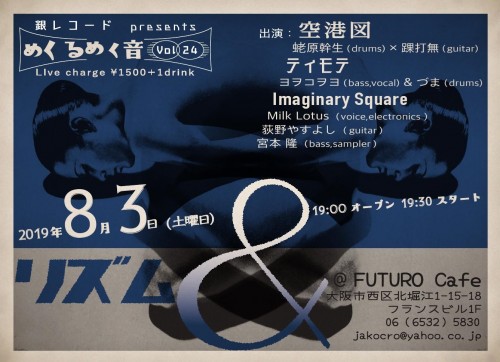 銀レコード presents
めくるめく音 Vol 24
Live charge ¥1500+1drink
出演：空港図
蛯原幹生 (drums) × 踝打無 (guitar)
ティモテ
ヨヲコヲヨ (bass,vocal) & づま (drums)
Imaginary Square
Milk Lotus (voice,electronics)
荻野やすよし (guitar)
宮本 隆 (bass,sampler)
2019年 8月 3日 (土曜日)
19:00 オープン 19:30 スタート
リズム &
@ FUTURO Cafe
大阪市西区北堀江1-15-18
フランスビル1F
06 (6532) 5830
jakocro@yahoo.co.jp